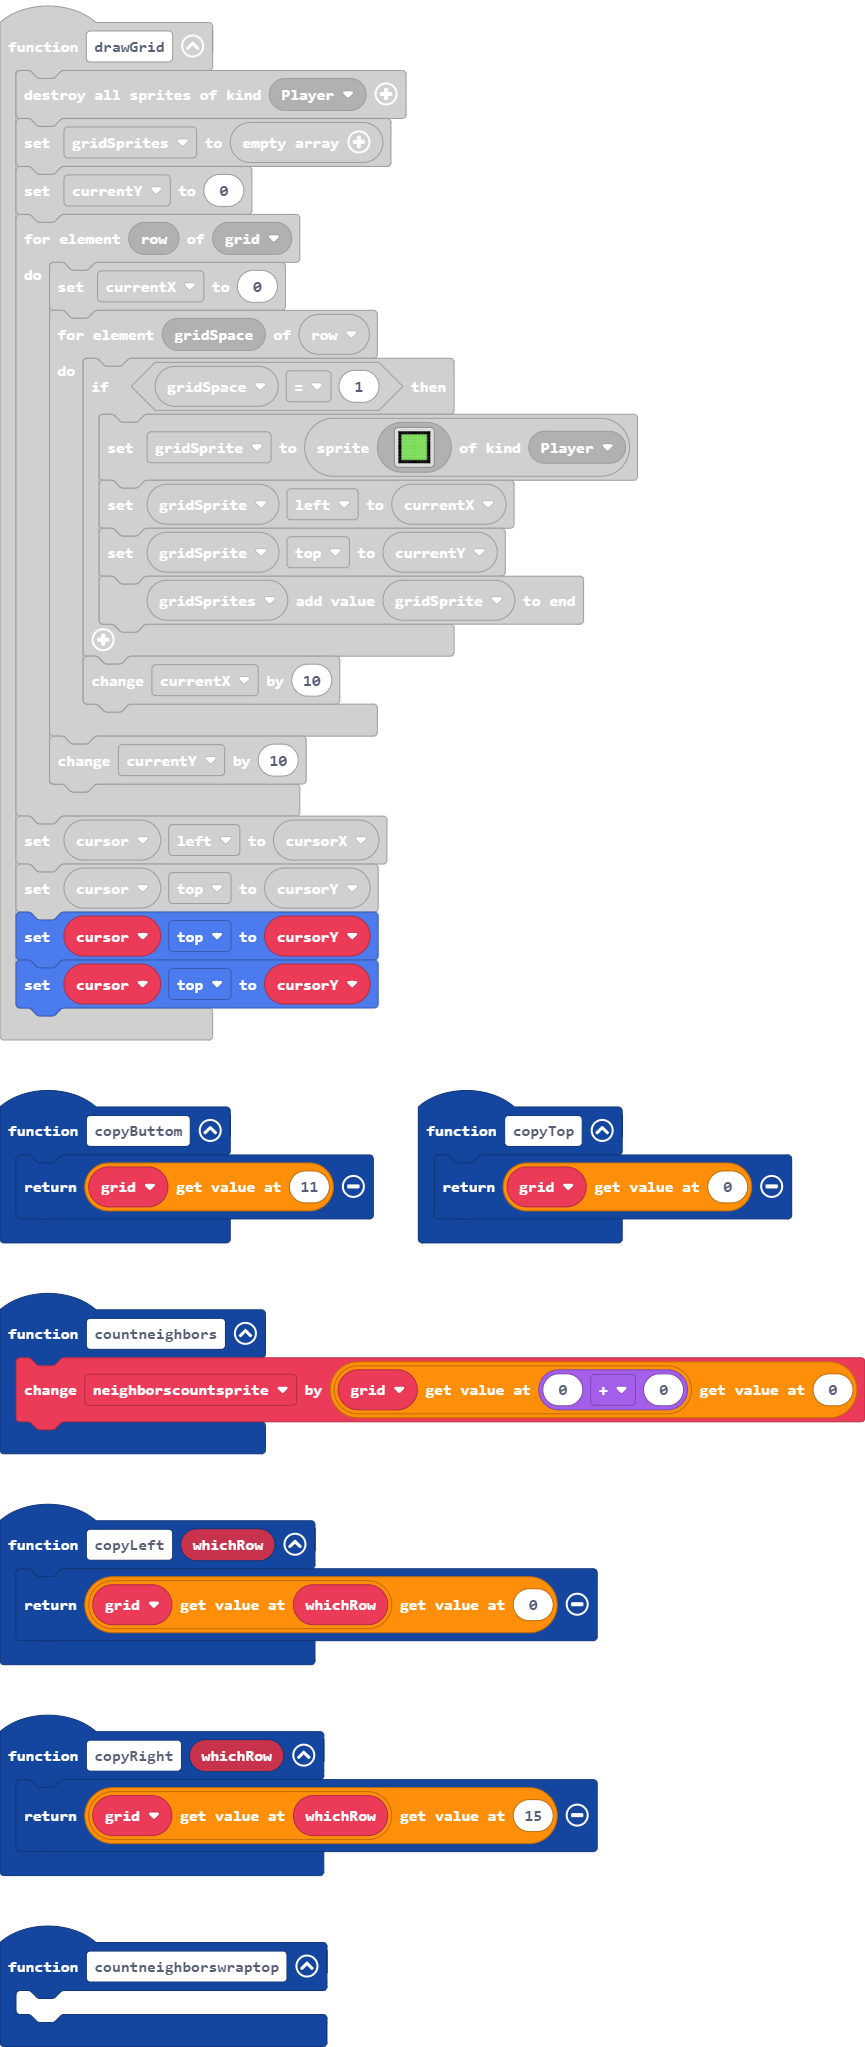 function drawGrid
destroy all sprites of kind Player
set gridSprites to empty array
set currentY to 0
for element row of grid
do set currentX to 0
for element gridSpace of row
do if gridSpace = 1 then
set gridSprite to sprite of kind Player
set gridSprite left to currentX
set gridSprite top to currentY
gridSprites add value gridSprite to end
change currentX by 10
change currentY by 10
set cursor left to cursorX
set cursor top to cursorY
set cursor top to cursorY
set cursor top to cursorY
function copyButtom
return grid get value at 11
function copyTop
return grid get value at 0
function countneighbors
change neighborscountsprite by grid get value at 0 + 0 get value at 0
function copyLeft whichRow
return grid get value at whichRow get value at 0
function copyRight whichRow
return grid get value at whichRow get value at 15
function countneighborswraptop